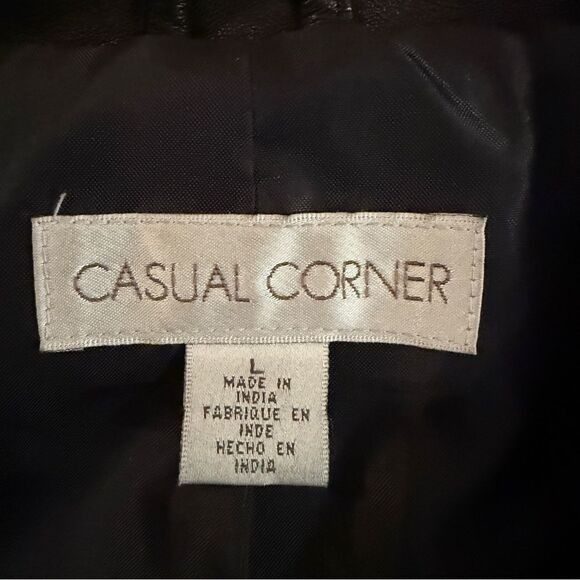 CASUAL CORNER
L
MADE IN
INDIA
FABRIQUE EN
INDE
HECHO EN
INDIA